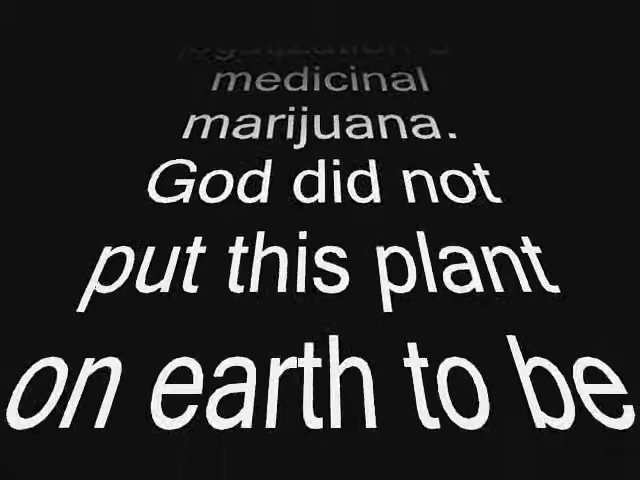 medicinal
marijuana.
God did not
put this plant
on earth to be